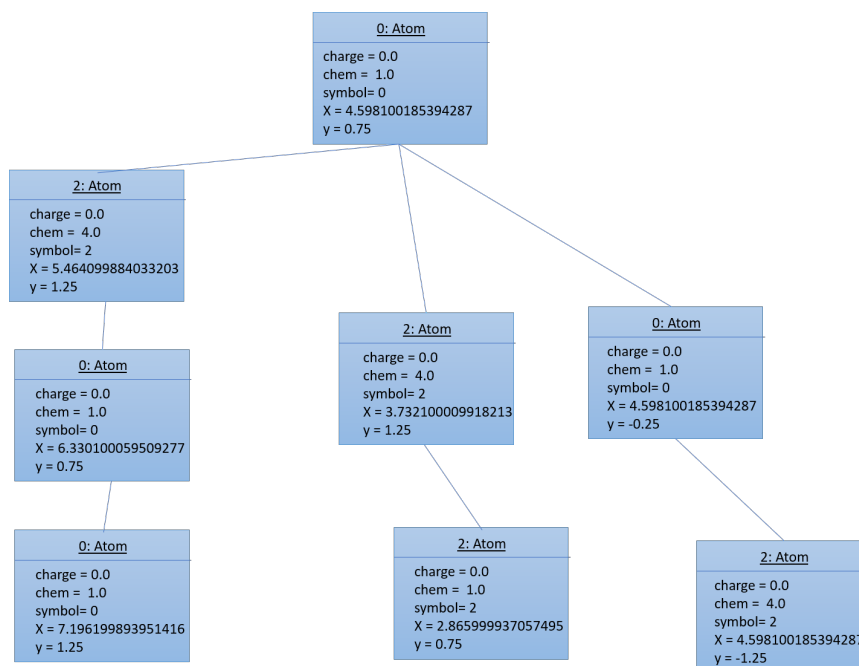 0: Atom
charge = 0.0
chem = 1.0
symbol= 0
X = 4.598100185394287
y = 0.75
2: Atom
charge = 0.0
chem = 4.0
symbol= 2
X = 5.464099884033203
y = 1.25
2: Atom
charge = 0.0
chem = 4.0
symbol= 2
X = 3.732100009918213
y = 1.25
0: Atom
charge = 0.0
chem = 1.0
symbol= 0
X = 4.598100185394287
y = -0.25
0: Atom
charge = 0.0
chem = 1.0
symbol= 0
X = 6.330100059509277
y = 0.75
0: Atom
charge = 0.0
chem = 1.0
symbol= 0
X = 7.196199893951416
y = 1.25
2: Atom
charge = 0.0
chem = 1.0
symbol= 2
X = 2.865999937057495
y = 0.75
2: Atom
charge = 0.0
chem = 4.0
symbol= 2
X = 4.598100185394287
y = -1.25